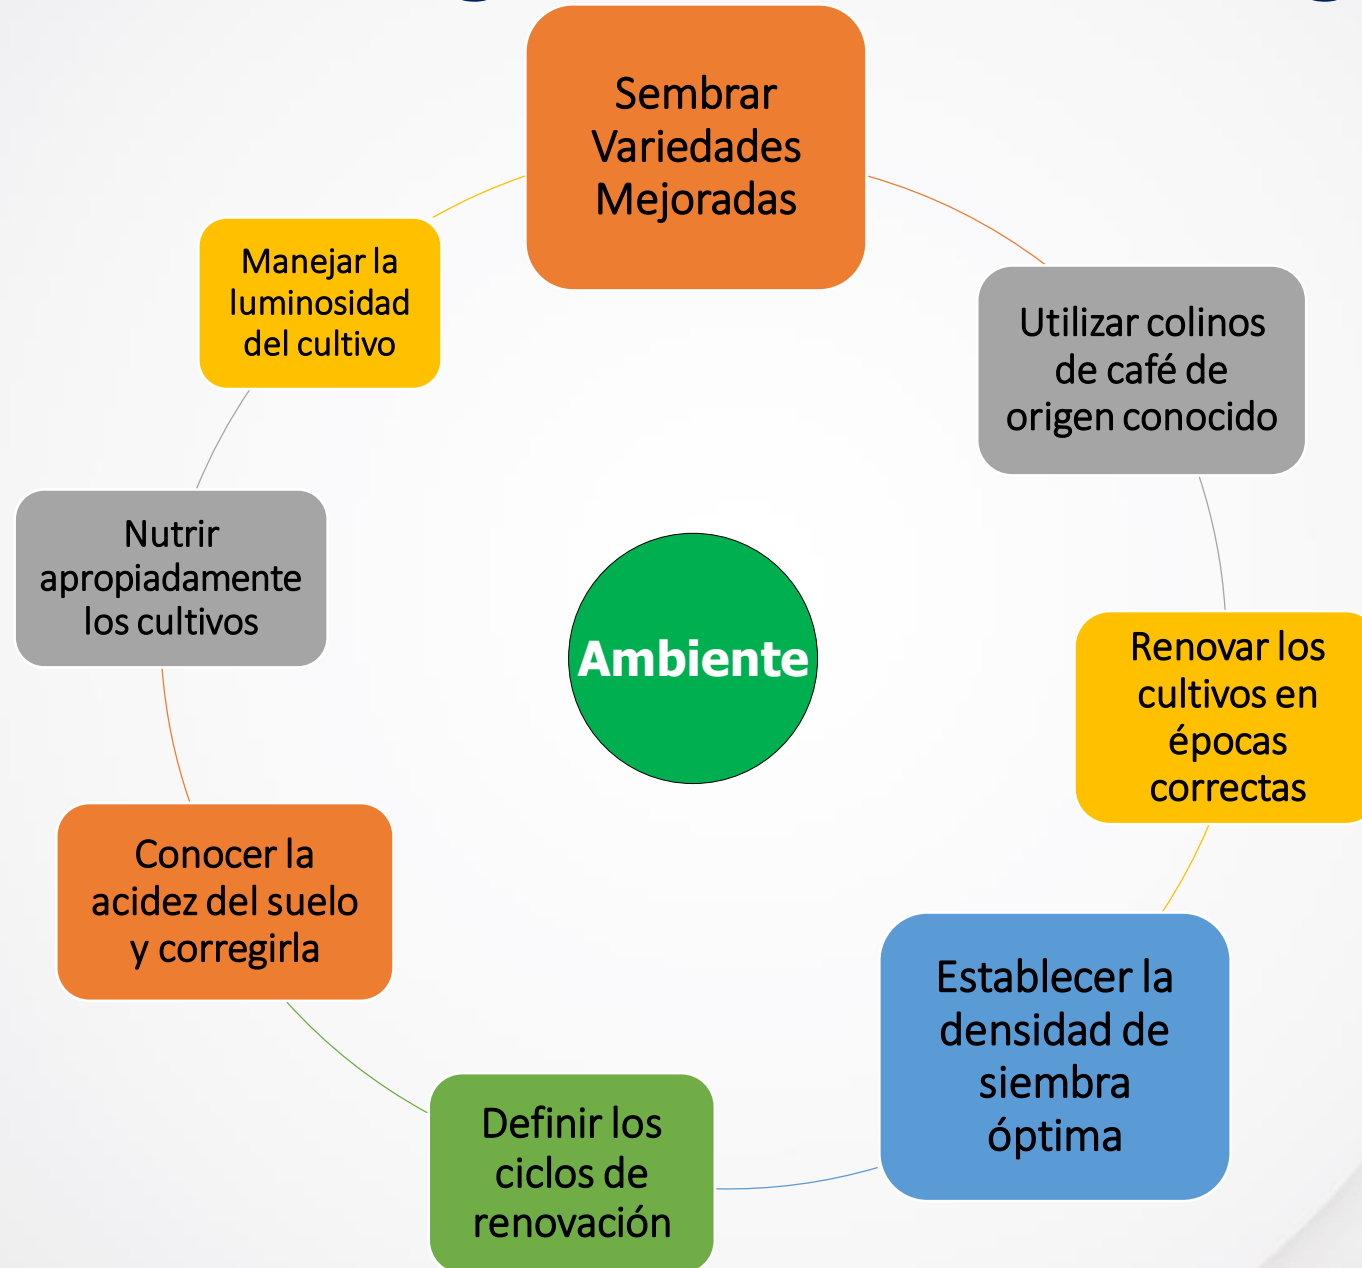 Sembrar
Variedades
Mejoradas
Utilizar colinos
de café de
origen conocido
Renovar los
cultivos en
épocas
correctas
Establecer la
densidad de
siembra
óptima
Definir los
ciclos de
renovación
Conocer la
acidez del suelo
y corregirla
Nutrir
apropiadamente
los cultivos
Manejar la
luminosidad
del cultivo
Ambiente